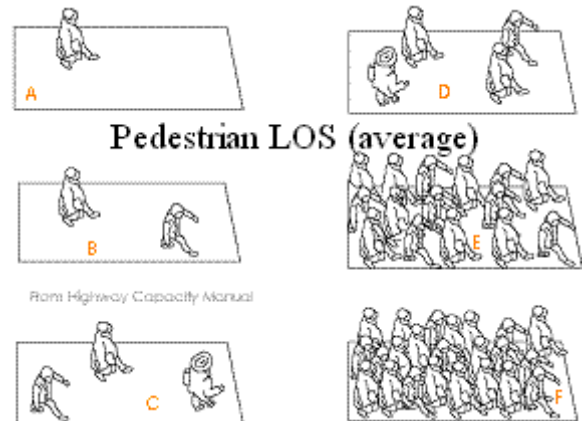 A
D
Pedestrian LOS (average)
B
E
From Highway Capacity Manual
C
F